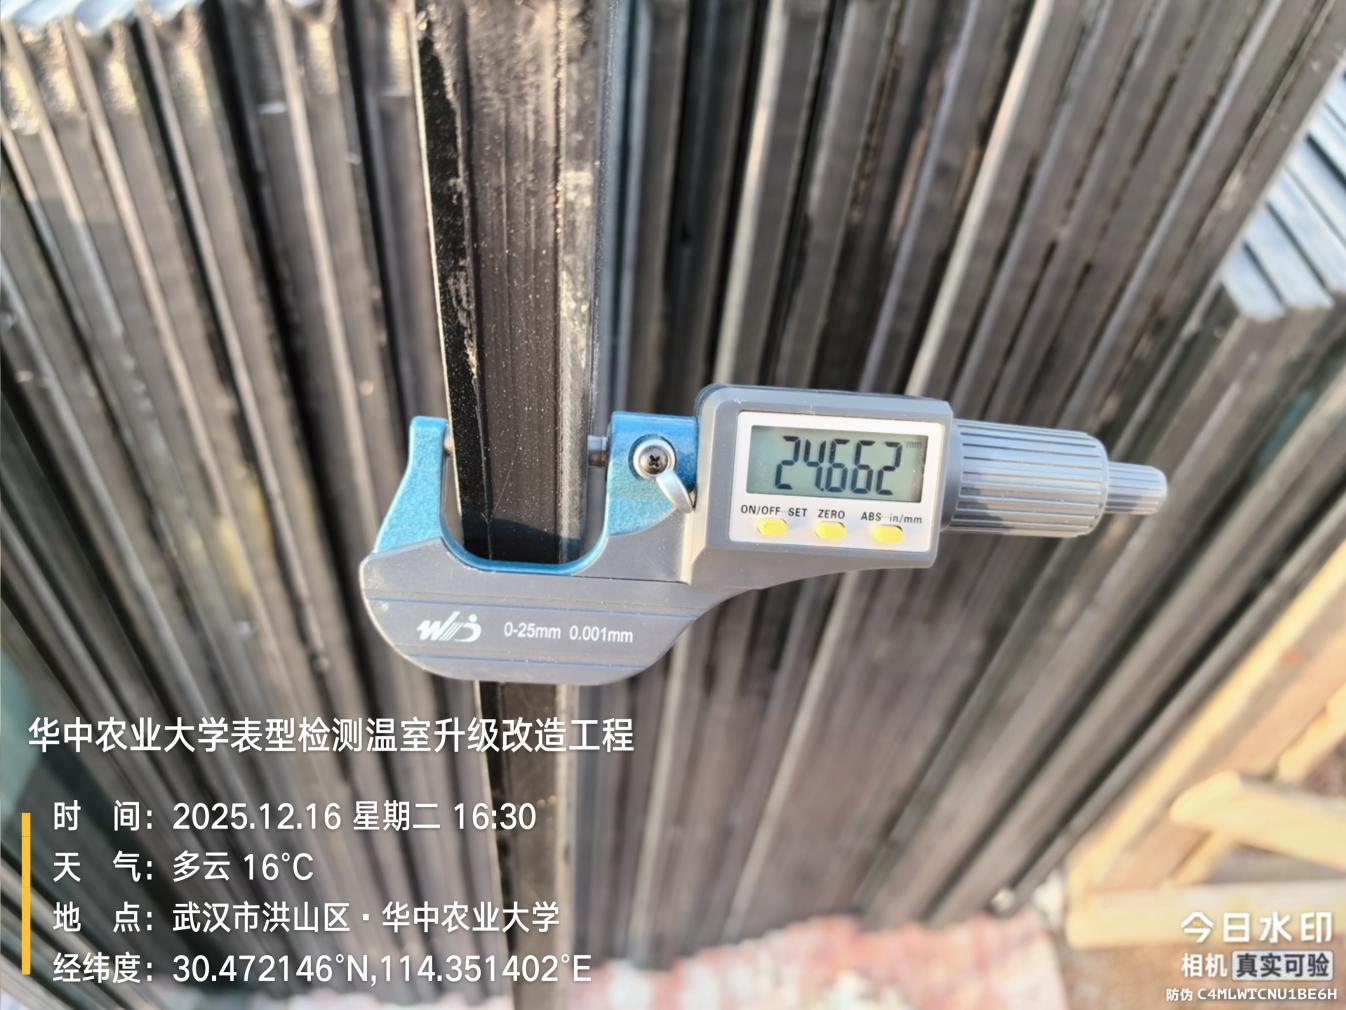 24.662 mm
ON/OFF SET ZERO ABS in/mm
0-25mm 0.001mm
华中农业大学表型检测温室升级改造工程
时 间：2025.12.16 星期二 16:30
天 气：多云 16°C
地 点：武汉市洪山区·华中农业大学
经纬度：30.472146°N,114.351402°E
今日水印
相机 真实可验
防伪 C4MLWTCNU1BE6H